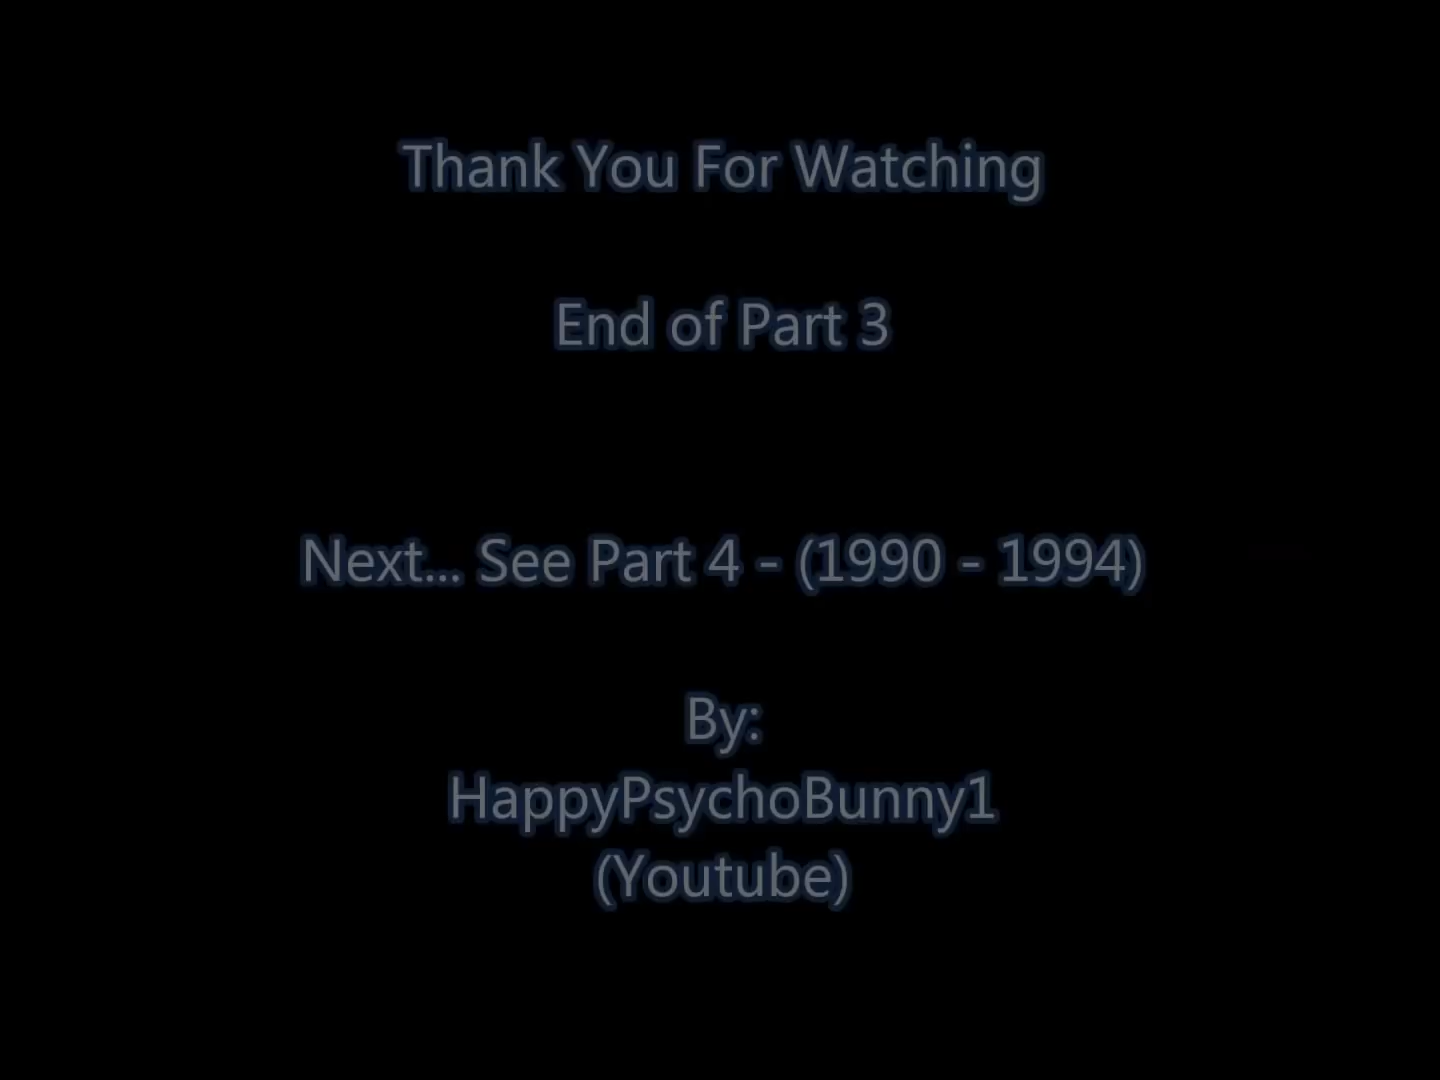 Thank You For Watching
End of Part 3
Next... See Part 4 - (1990 - 1994)
By:
HappyPsychoBunny1
(Youtube)